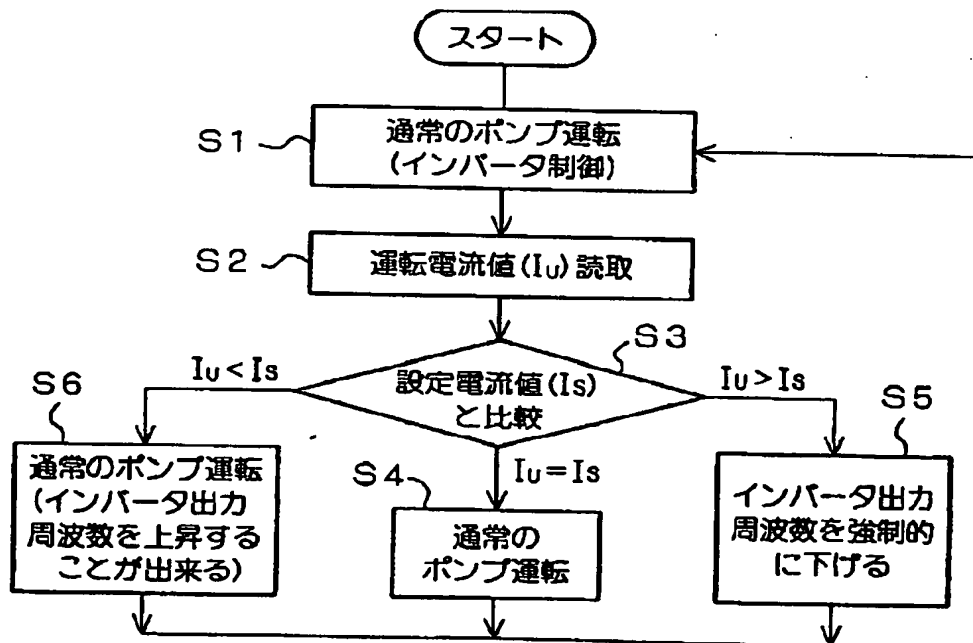 スタート
S1
通常のポンプ運転
(インバータ制御)
S2
運転電流値(IU)読取
S3
設定電流値(Is)
と比較
IU<Is
IU>Is
IU=Is
S6
通常のポンプ運転
(インバータ出力
周波数を上昇する
ことが出来る)
S4
通常の
ポンプ運転
S5
インバータ出力
周波数を強制的
に下げる